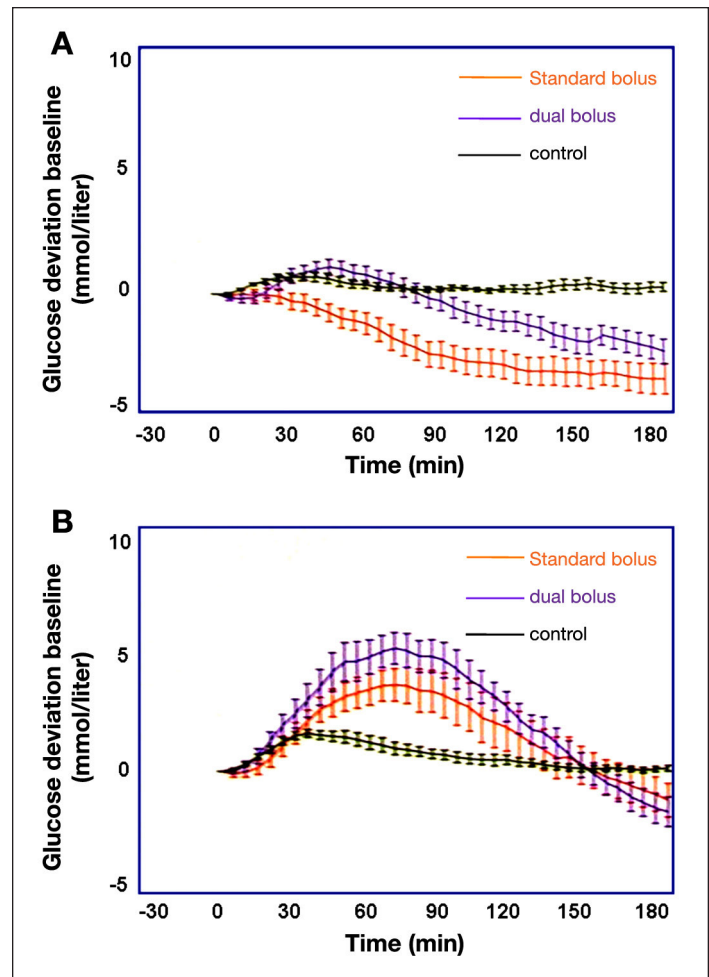 A
10
5
0
-5
Glucose deviation baseline
(mmol/liter)
Standard bolus
dual bolus
control
-30 0 30 60 90 120 150 180
Time (min)
B
10
5
0
-5
Glucose deviation baseline
(mmol/liter)
Standard bolus
dual bolus
control
-30 0 30 60 90 120 150 180
Time (min)